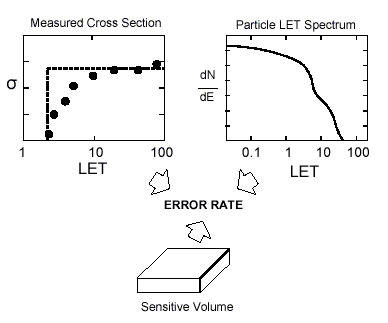 Measured Cross Section
Particle LET Spectrum
σ
dN
dE
1
10
100
0.1
1
10
100
LET
LET
ERROR RATE
Sensitive Volume